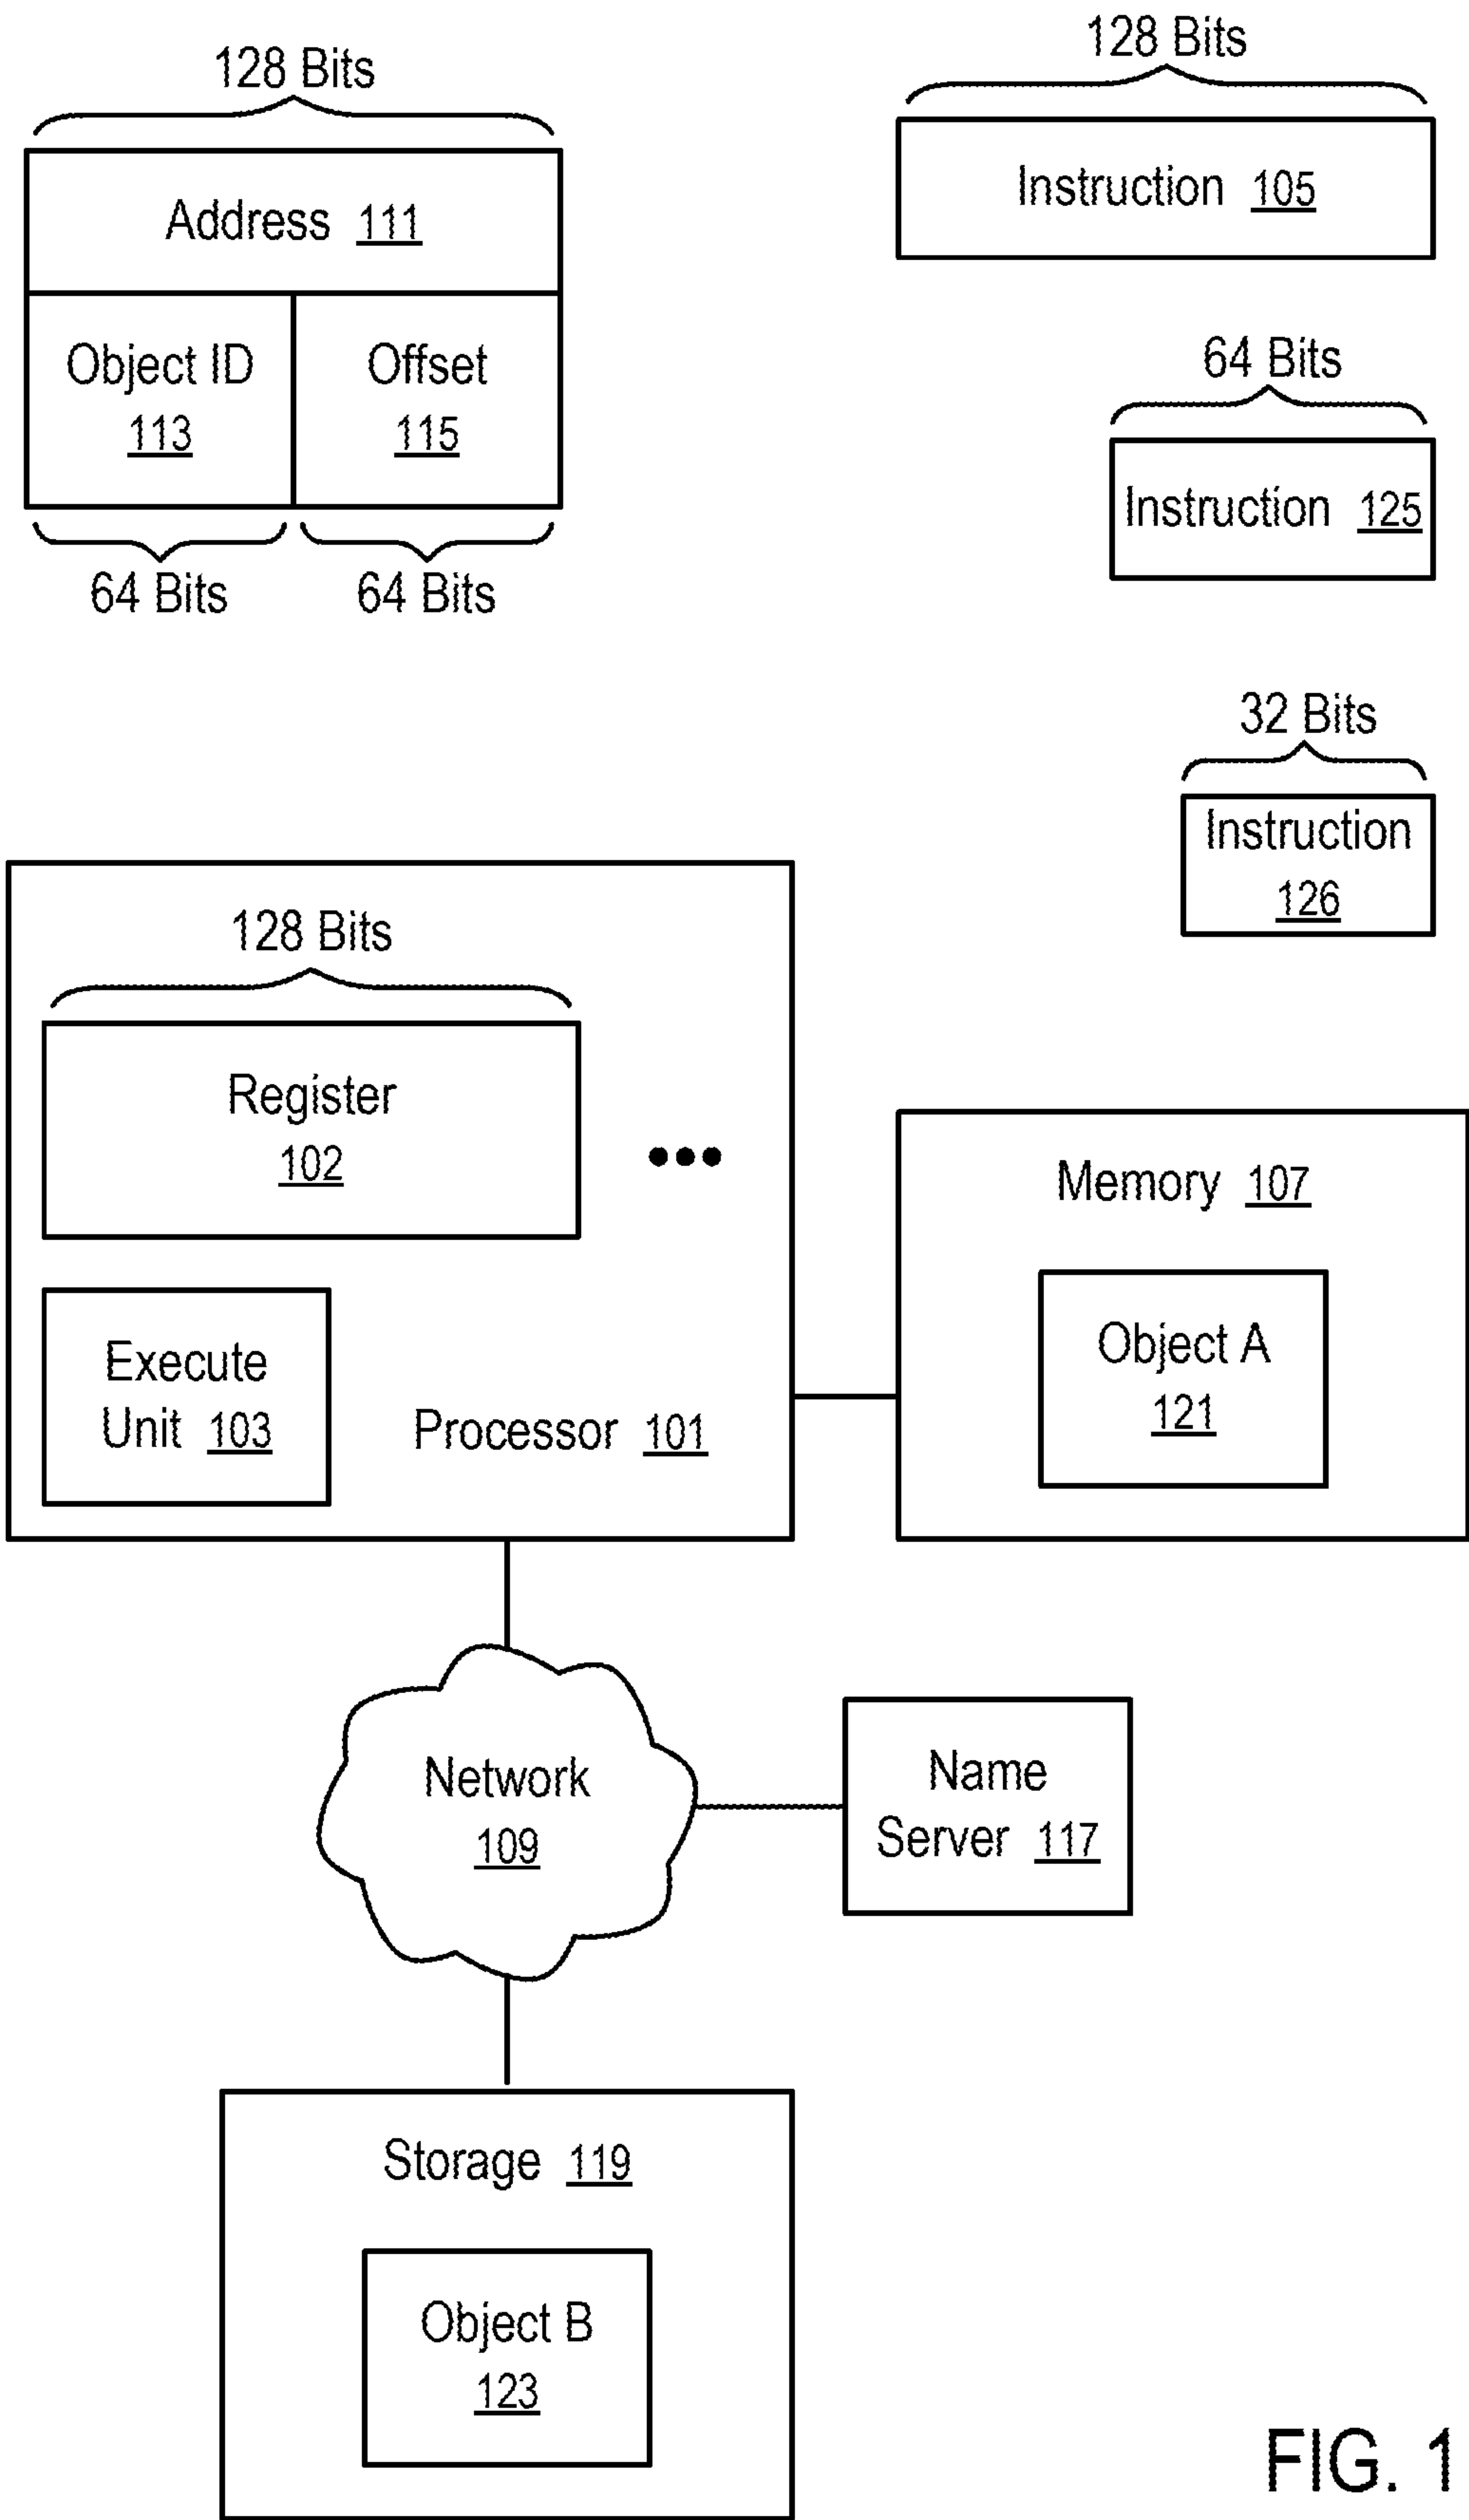 128 Bits
Address 111
Object ID
113
Offset
115
64 Bits
64 Bits
128 Bits
Instruction 105
64 Bits
Instruction 125
32 Bits
Instruction
126
128 Bits
Register
102
Execute
Unit 103
Processor 101
Memory 107
Object A
121
Network
109
Name
Server 117
Storage 119
Object B
123
FIG. 1